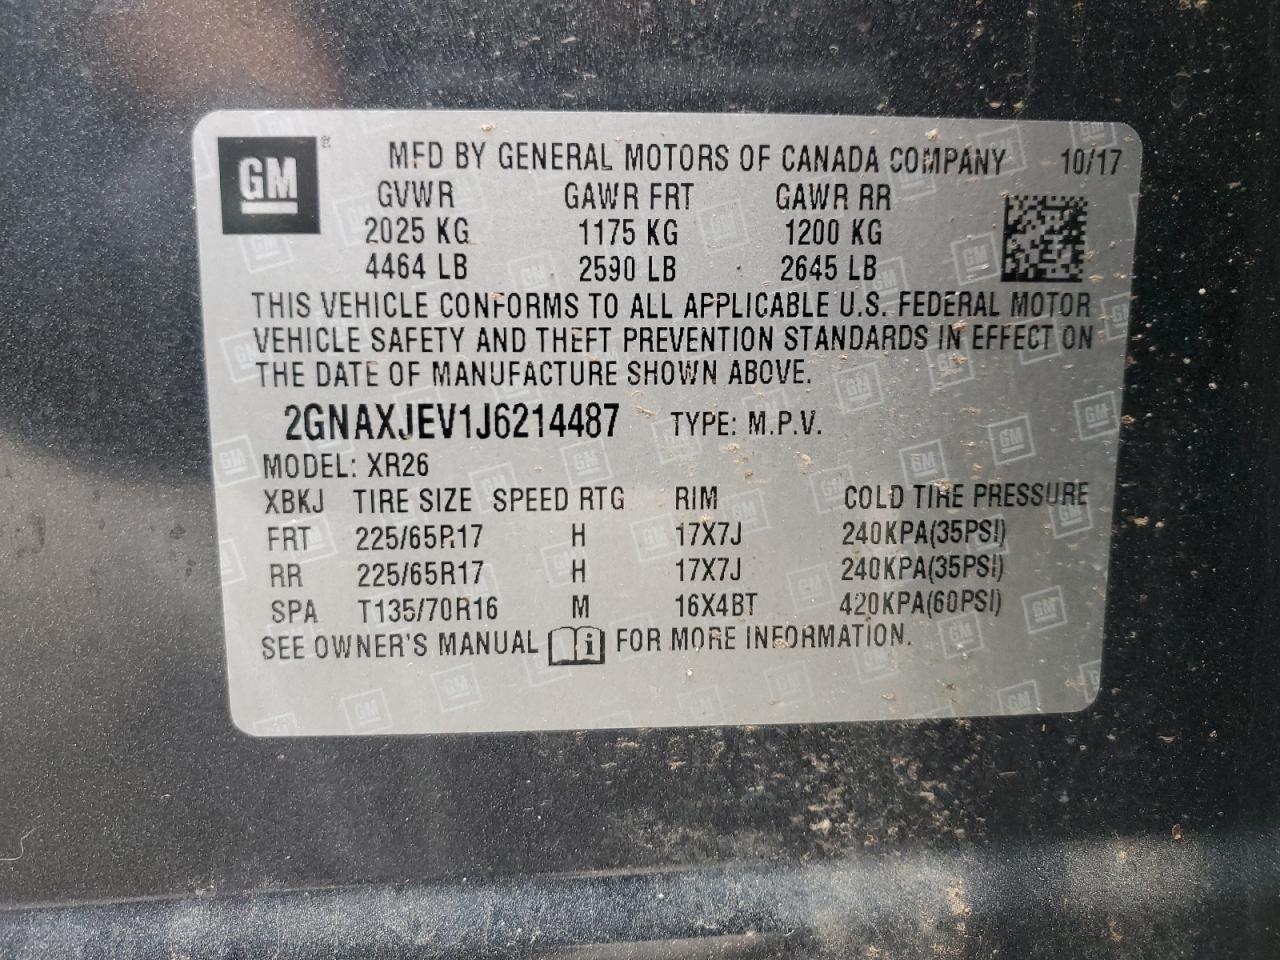 GM ® MFD BY GENERAL MOTORS OF CANADA COMPANY 10/17
GVWR GAWR FRT GAWR RR
2025 KG 1175 KG 1200 KG
4464 LB 2590 LB 2645 LB
THIS VEHICLE CONFORMS TO ALL APPLICABLE U.S. FEDERAL MOTOR
VEHICLE SAFETY AND THEFT PREVENTION STANDARDS IN EFFECT ON
THE DATE OF MANUFACTURE SHOWN ABOVE.
2GNAXJEV1J6214487 TYPE: M.P.V.
MODEL: XR26
XBKJ TIRE SIZE SPEED RTG RIM COLD TIRE PRESSURE
FRT 225/65R17 H 17X7J 240KPA(35PSI)
RR 225/65R17 H 17X7J 240KPA(35PSI)
SPA T135/70R16 M 16X4BT 420KPA(60PSI)
SEE OWNER'S MANUAL i FOR MORE INFORMATION.